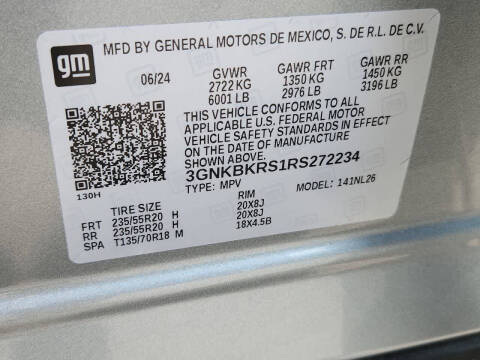 gm
MFD BY GENERAL MOTORS DE MEXICO, S. DE R.L. DE C.V.
06/24 GVWR GAWR FRT GAWR RR
2722 KG 1350 KG 1450 KG
6001 LB 2976 LB 3196 LB
THIS VEHICLE CONFORMS TO ALL
APPLICABLE U.S. FEDERAL MOTOR
VEHICLE SAFETY STANDARDS IN EFFECT
ON THE DATE OF MANUFACTURE
SHOWN ABOVE.
3GNKBKRS1RS272234
130H TYPE: MPV MODEL: 141NL26
TIRE SIZE RIM
FRT 235/55R20 H 20X8J
RR 235/55R20 H 20X8J
SPA T135/70R18 M 18X4.5B